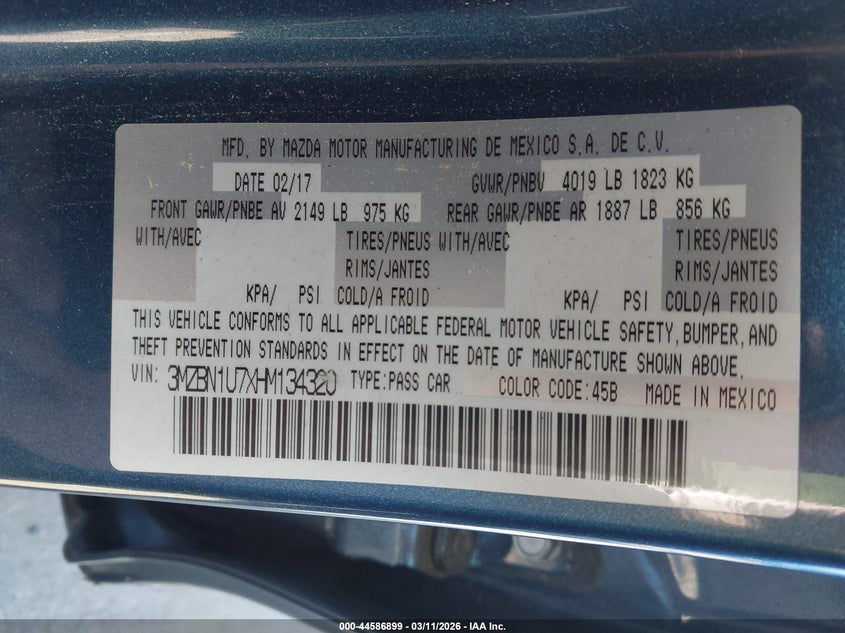 MFD. BY MAZDA MOTOR MANUFACTURING DE MEXICO S.A. DE C.V.
DATE 02/17 GVWR/PNBV 4019 LB 1823 KG
FRONT GAWR/PNBE AV 2149 LB 975 KG REAR GAWR/PNBE AR 1887 LB 856 KG
WITH/AVEC TIRES/PNEUS WITH/AVEC TIRES/PNEUS
RIMS/JANTES RIMS/JANTES
KPA/ PSI COLD/A FROID KPA/ PSI COLD/A FROID
THIS VEHICLE CONFORMS TO ALL APPLICABLE FEDERAL MOTOR VEHICLE SAFETY, BUMPER, AND
THEFT PREVENTION STANDARDS IN EFFECT ON THE DATE OF MANUFACTURE SHOWN ABOVE.
VIN: 3MZBN1U7XHM134320 TYPE:PASS CAR COLOR CODE:45B MADE IN MEXICO
000-44586899 - 03/11/2026 - IAA Inc.